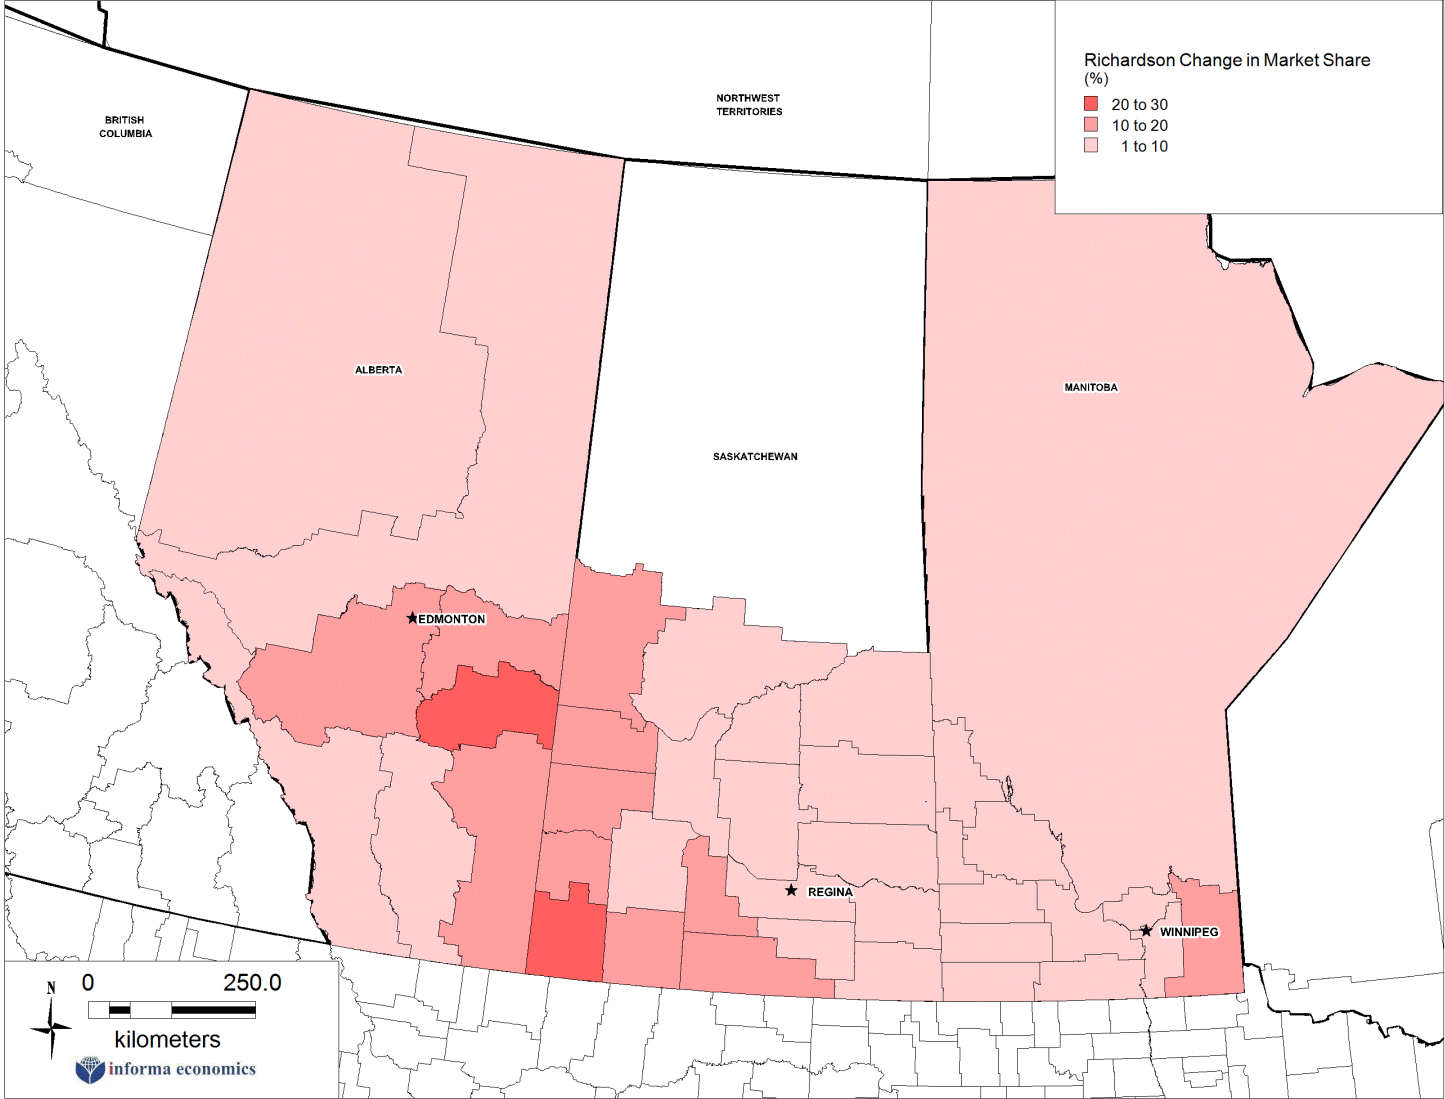 Richardson Change in Market Share
(%)
20 to 30
10 to 20
1 to 10
NORTHWEST
TERRITORIES
BRITISH
COLUMBIA
ALBERTA
MANITOBA
SASKATCHEWAN
EDMONTON
REGINA
WINNIPEG
N
0 250.0
kilometers
informa economics